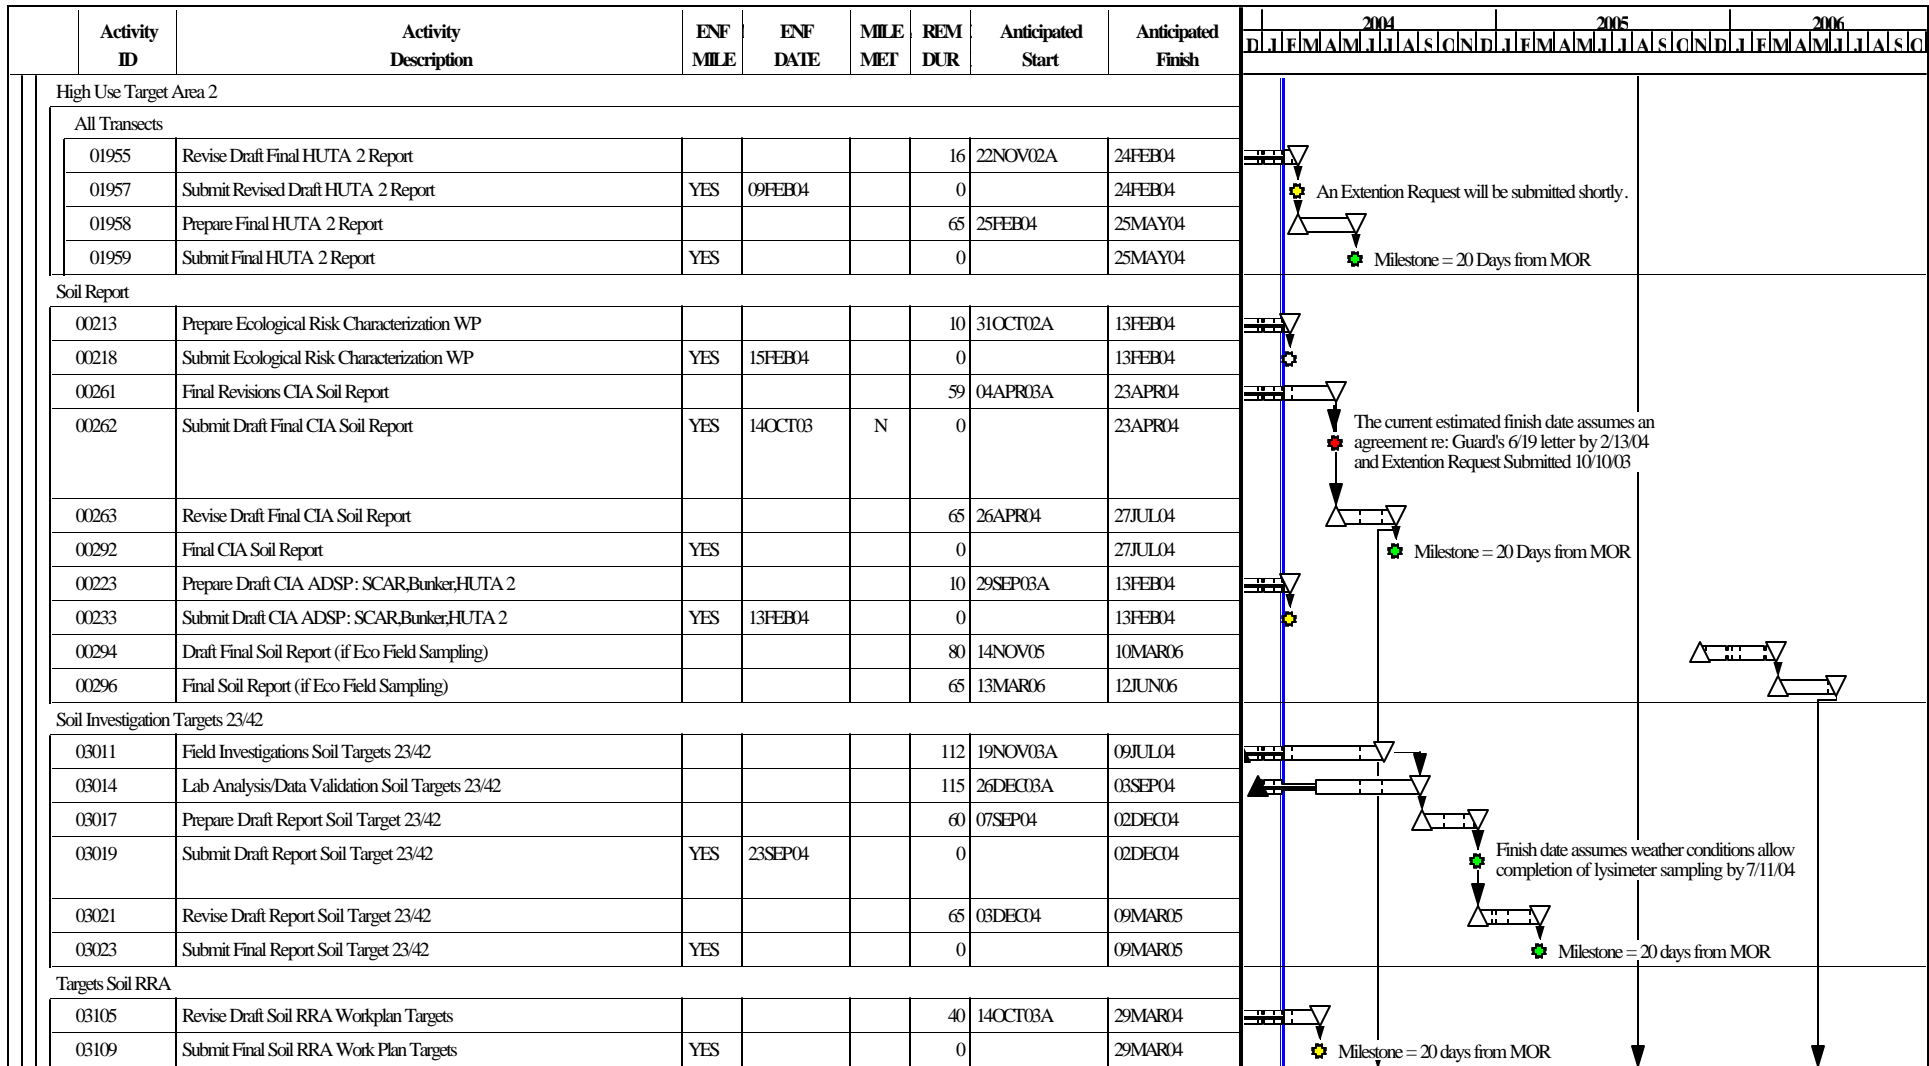 Activity ID Activity Description ENF MILE ENF DATE MILE MET REM DUR Anticipated Start Anticipated Finish
2004 2005 2006
D J F M A M J J A S O N D J F M A M J J A S O N D J F M A M J J A S O
High Use Target Area 2
All Transects
01955 Revise Draft Final HUTA 2 Report 16 22NOV02A 24FEB04
01957 Submit Revised Draft HUTA 2 Report YES 09FEB04 0 24FEB04 An Extention Request will be submitted shortly.
01958 Prepare Final HUTA 2 Report 65 25FEB04 25MAY04
01959 Submit Final HUTA 2 Report YES 0 25MAY04 Milestone = 20 Days from MOR
Soil Report
00213 Prepare Ecological Risk Characterization WP 10 31OCT02A 13FEB04
00218 Submit Ecological Risk Characterization WP YES 15FEB04 0 13FEB04
00261 Final Revisions CIA Soil Report 59 04APR03A 23APR04
00262 Submit Draft Final CIA Soil Report YES 14OCT03 N 0 23APR04
The current estimated finish date assumes an
agreement re: Guard's 6/19 letter by 2/13/04
and Extention Request Submitted 10/10/03
00263 Revise Draft Final CIA Soil Report 65 26APR04 27JUL04
00292 Final CIA Soil Report YES 0 27JUL04 Milestone = 20 Days from MOR
00223 Prepare Draft CIA ADSP: SCAR,Bunker,HUTA 2 10 29SEP03A 13FEB04
00233 Submit Draft CIA ADSP: SCAR,Bunker,HUTA 2 YES 13FEB04 0 13FEB04
00294 Draft Final Soil Report (if Eco Field Sampling) 80 14NOV05 10MAR06
00296 Final Soil Report (if Eco Field Sampling) 65 13MAR06 12JUN06
Soil Investigation Targets 23/42
03011 Field Investigations Soil Targets 23/42 112 19NOV03A 09JUL04
03014 Lab Analysis/Data Validation Soil Targets 23/42 115 26DEC03A 03SEP04
03017 Prepare Draft Report Soil Target 23/42 60 07SEP04 02DEC04
03019 Submit Draft Report Soil Target 23/42 YES 23SEP04 0 02DEC04
Finish date assumes weather conditions allow
completion of lysimeter sampling by 7/11/04
03021 Revise Draft Report Soil Target 23/42 65 03DEC04 09MAR05
03023 Submit Final Report Soil Target 23/42 YES 0 09MAR05 Milestone = 20 days from MOR
Targets Soil RRA
03105 Revise Draft Soil RRA Workplan Targets 40 14OCT03A 29MAR04
03109 Submit Final Soil RRA Work Plan Targets YES 0 29MAR04 Milestone = 20 days from MOR